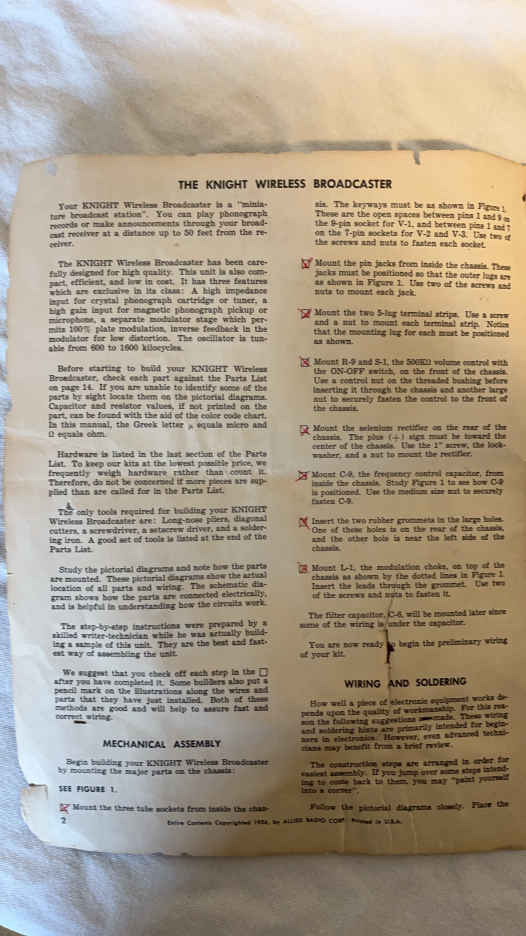 THE KNIGHT WIRELESS BROADCASTER
Your KNIGHT Wireless Broadcaster is a "minia-
ture broadcast station". You can play phonograph
records or make announcements through your broad-
cast receiver at a distance up to 50 feet from the re-
ceiver.
The KNIGHT Wireless Broadcaster has been care-
fully designed for high quality. This unit is also com-
pact, efficient, and low in cost. It has three features
which are exclusive in its class: A high impedance
input for crystal phonograph cartridge or tuner, a
high gain input for magnetic phonograph pickup or
microphone, a separate modulator stage which per-
mits 100% plate modulation, inverse feedback in the
modulator for low distortion. The oscillator is tun-
able from 600 to 1600 kilocycles.
Before starting to build your KNIGHT Wireless
Broadcaster, check each part against the Parts List
on page 14. If you are unable to identify some of the
parts by sight locate them on the pictorial diagrams.
Capacitor and resistor values, if not printed on the
part, can be found with the aid of the color code chart.
In this manual, the Greek letter μ equals micro and
Ω equals ohm.
Hardware is listed in the last section of the Parts
List. To keep our kits at the lowest possible price, we
frequently weigh hardware rather than count it.
Therefore, do not be concerned if more pieces are sup-
plied than are called for in the Parts List.
The only tools required for building your KNIGHT
Wireless Broadcaster are: Long-nose pliers, diagonal
cutters, a screwdriver, a setscrew driver, and a solder-
ing iron. A good set of tools is listed at the end of the
Parts List.
Study the pictorial diagrams and note how the parts
are mounted. These pictorial diagrams show the actual
location of all parts and wiring. The schematic dia-
gram shows how the parts are connected electrically,
and is helpful in understanding how the circuits work.
The step-by-step instructions were prepared by a
skilled writer-technician while he was actually build-
ing a sample of this unit. They are the best and fast-
est way of assembling the unit.
We suggest that you check off each step in the ☐
after you have completed it. Some builders also put a
pencil mark on the illustrations along the wires and
parts that they have just installed. Both of these
methods are good and will help to assure fast and
correct wiring.
MECHANICAL ASSEMBLY
Begin building your KNIGHT Wireless Broadcaster
by mounting the major parts on the chassis:
SEE FIGURE 1.
Mount the three tube sockets from inside the chas-
2
sis. The keyways must be as shown in Figure 1.
These are the open spaces between pins 1 and 9 on
the 9-pin socket for V-1, and between pins 1 and 7
on the 7-pin sockets for V-2 and V-3. Use two of
the screws and nuts to fasten each socket.
Mount the pin jacks from inside the chassis. These
jacks must be positioned so that the outer lugs are
as shown in Figure 1. Use two of the screws and
nuts to mount each jack.
Mount the two 5-lug terminal strips. Use a screw
and a nut to mount each terminal strip. Notice
that the mounting lug for each must be positioned
as shown.
Mount R-9 and S-1, the 500KΩ volume control with
the ON-OFF switch, on the front of the chassis.
Use a control nut on the threaded bushing before
inserting it through the chassis and another large
nut to securely fasten the control to the front of
the chassis.
Mount the selenium rectifier on the rear of the
chassis. The plus (+) sign must be toward the
center of the chassis. Use the 1" screw, the lock-
washer, and a nut to mount the rectifier.
Mount C-9, the frequency control capacitor, from
inside the chassis. Study Figure 1 to see how C-9
is positioned. Use the medium size nut to securely
fasten C-9.
Insert the two rubber grommets in the large holes.
One of these holes is on the rear of the chassis,
and the other hole is near the left side of the
chassis.
Mount L-1, the modulation choke, on top of the
chassis as shown by the dotted lines in Figure 1.
Insert the leads through the grommet. Use two
of the screws and nuts to fasten it.
The filter capacitor, C-6, will be mounted later since
some of the wiring is under the capacitor.
You are now ready to begin the preliminary wiring
of your kit.
WIRING AND SOLDERING
How well a piece of electronic equipment works de-
pends upon the quality of workmanship. For this rea-
son the following suggestions are made. These wiring
and soldering hints are primarily intended for begin-
ners in electronics. However, even advanced techni-
cians may benefit from a brief review.
The construction steps are arranged in order for
easiest assembly. If you jump over some steps intend-
ing to come back to them, you may "paint yourself
into a corner".
Follow the pictorial diagrams closely. Place the
Entire Contents Copyrighted 1956, by ALLIED RADIO CORP. Printed in U.S.A.